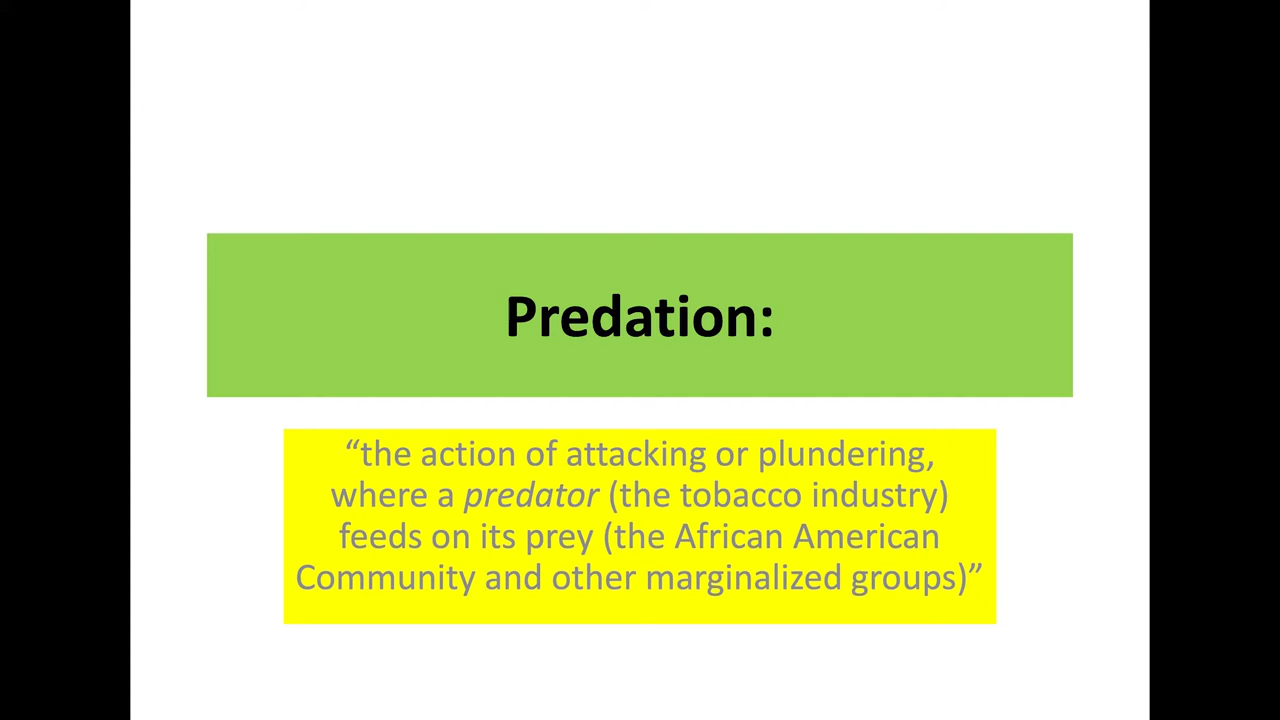 Predation:
“the action of attacking or plundering,
where a predator (the tobacco industry)
feeds on its prey (the African American
Community and other marginalized groups)”